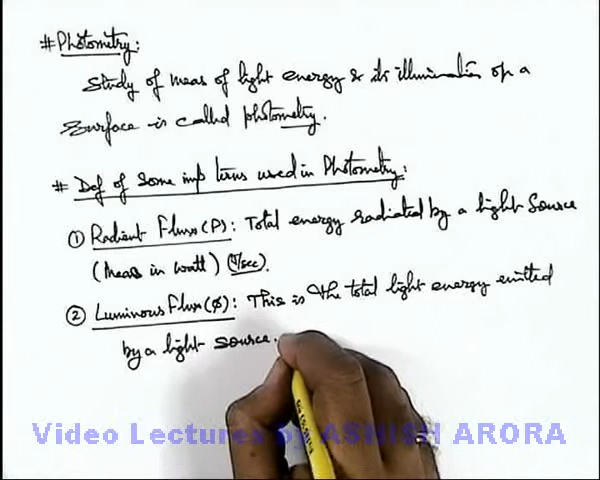 # Photometry:
Study of meas of light energy & its illumination on a
surface is called photometry.
# Def of Some imp terms used in Photometry:
① Radient Flux (P): Total energy radiated by a light Source
(meas in watt) (J/sec).
② Luminous Flux (φ): This is the total light energy emitted
by a light source.
Video Lectures by ASHISH ARORA